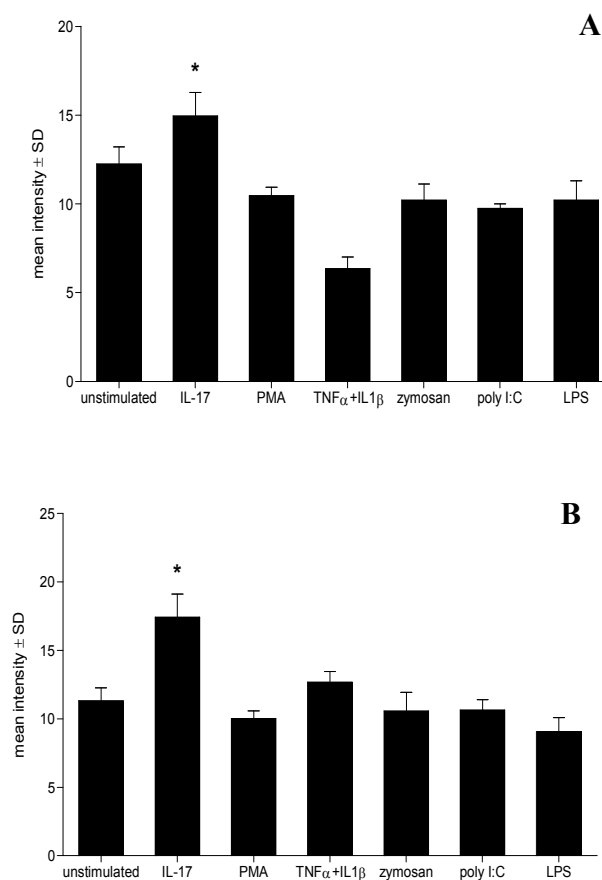 A
20
*
15
10
5
0
mean intensity ± SD
unstimulated IL-17 PMA TNFα+IL1β zymosan poly I:C LPS
B
25
*
20
15
10
5
0
mean intensity ± SD
unstimulated IL-17 PMA TNFα+IL1β zymosan poly I:C LPS